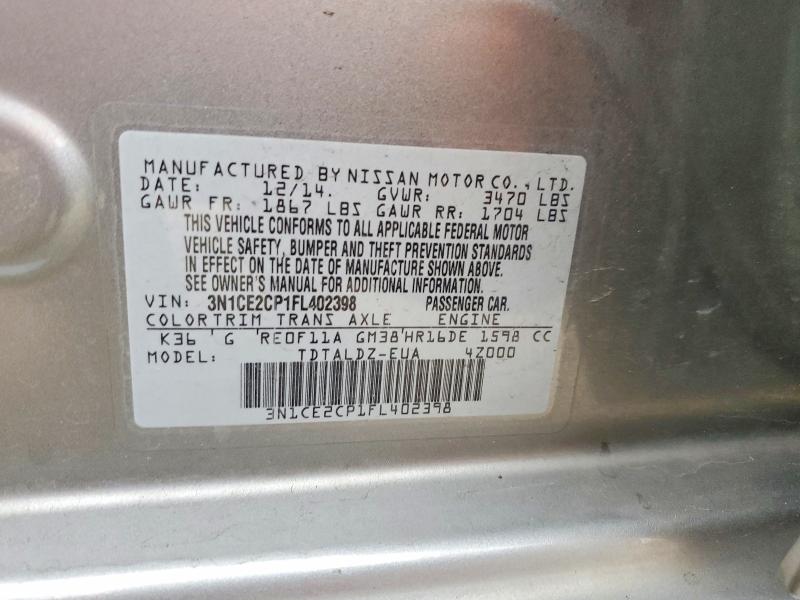 MANUFACTURED BY NISSAN MOTOR CO., LTD.
DATE: 12/14. GVWR: 3470 LBS
GAWR FR: 1867 LBS GAWR RR: 1704 LBS
THIS VEHICLE CONFORMS TO ALL APPLICABLE FEDERAL MOTOR
VEHICLE SAFETY, BUMPER AND THEFT PREVENTION STANDARDS
IN EFFECT ON THE DATE OF MANUFACTURE SHOWN ABOVE.
SEE OWNER'S MANUAL FOR ADDITIONAL INFORMATION.
VIN: 3N1CE2CP1FL402398 PASSENGER CAR.
COLOR TRIM TRANS AXLE ENGINE
K36 G RE0F11A GM38 HR16DE 1598 CC
MODEL: TDTALDZ-EUA 4Z000
3N1CE2CP1FL402398